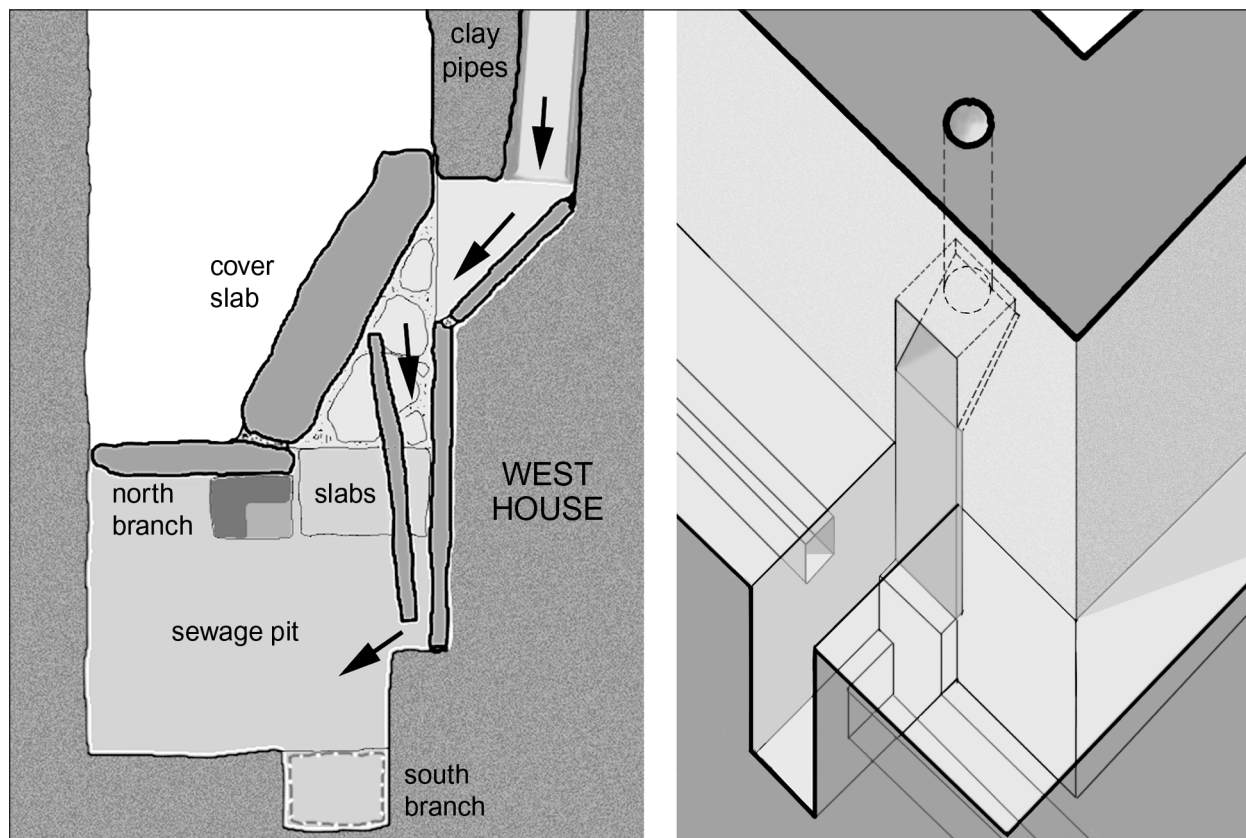 clay
pipes
cover
slab
WEST
HOUSE
north
branch
slabs
sewage pit
south
branch